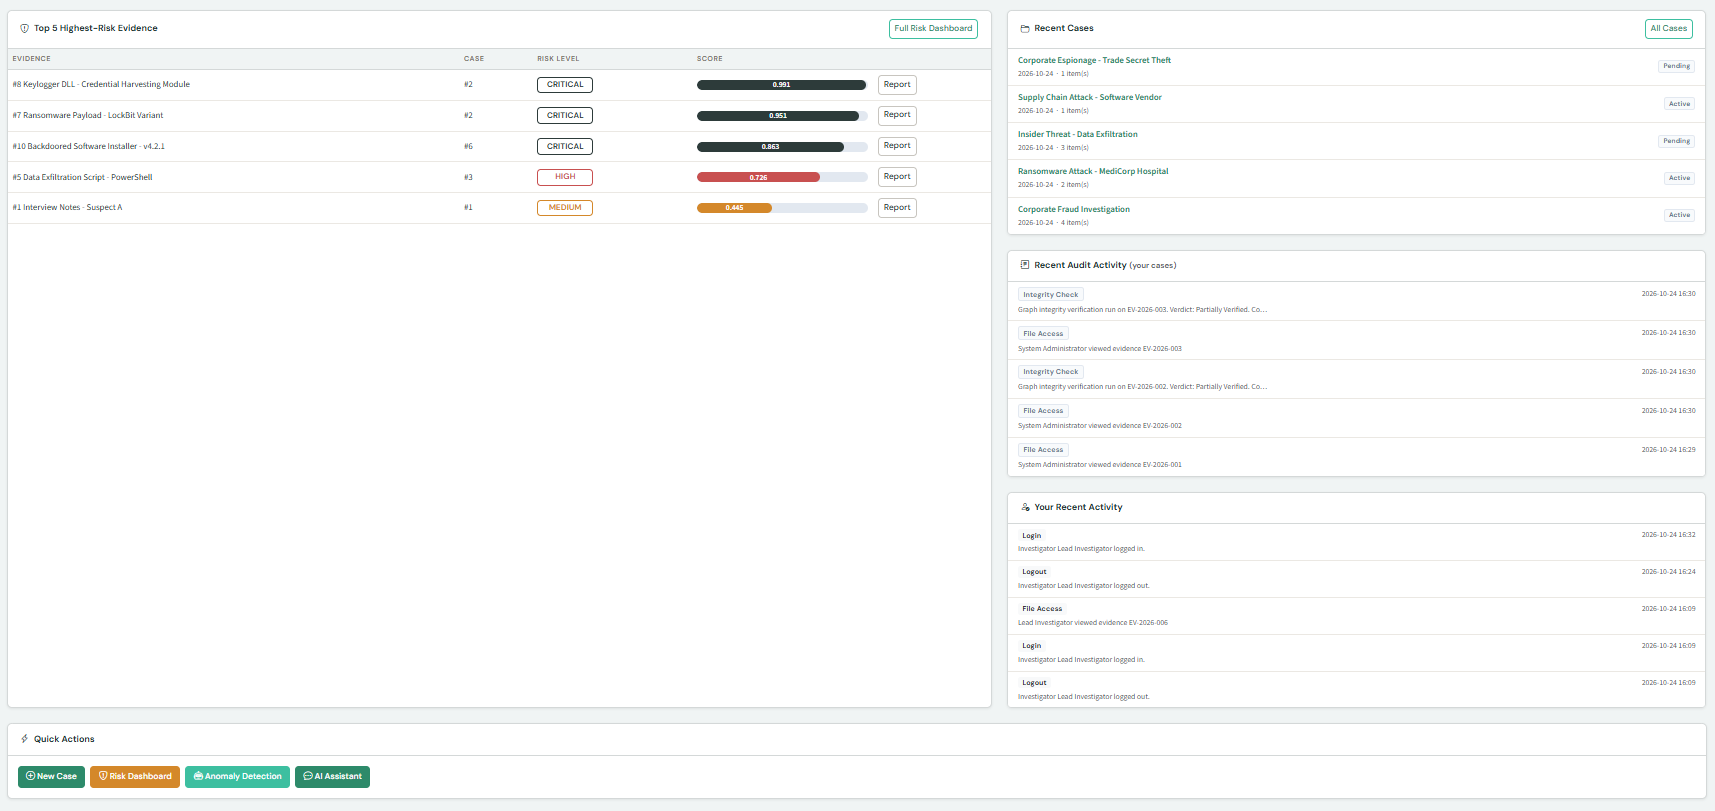 Top 5 Highest-Risk Evidence
Full Risk Dashboard
EVIDENCE CASE RISK LEVEL SCORE
#8 Keylogger DLL - Credential Harvesting Module #2 CRITICAL 0.991 Report
#7 Ransomware Payload - LockBit Variant #2 CRITICAL 0.951 Report
#10 Backdoored Software Installer - v4.2.1 #6 CRITICAL 0.863 Report
#5 Data Exfiltration Script - PowerShell #3 HIGH 0.726 Report
#1 Interview Notes - Suspect A #1 MEDIUM 0.445 Report
Recent Cases
All Cases
Corporate Espionage - Trade Secret Theft
2026-10-24 · 1 item(s)
Pending
Supply Chain Attack - Software Vendor
2026-10-24 · 1 item(s)
Active
Insider Threat - Data Exfiltration
2026-10-24 · 3 item(s)
Pending
Ransomware Attack - MediCorp Hospital
2026-10-24 · 2 item(s)
Active
Corporate Fraud Investigation
2026-10-24 · 4 item(s)
Active
Recent Audit Activity (your cases)
Integrity Check 2026-10-24 16:30
Graph integrity verification run on EV-2026-003. Verdict: Partially Verified. Co...
File Access 2026-10-24 16:30
System Administrator viewed evidence EV-2026-003
Integrity Check 2026-10-24 16:30
Graph integrity verification run on EV-2026-002. Verdict: Partially Verified. Co...
File Access 2026-10-24 16:30
System Administrator viewed evidence EV-2026-002
File Access 2026-10-24 16:29
System Administrator viewed evidence EV-2026-001
Your Recent Activity
Login 2026-10-24 16:32
Investigator Lead Investigator logged in.
Logout 2026-10-24 16:24
Investigator Lead Investigator logged out.
File Access 2026-10-24 16:09
Lead Investigator viewed evidence EV-2026-006
Login 2026-10-24 16:09
Investigator Lead Investigator logged in.
Logout 2026-10-24 16:09
Investigator Lead Investigator logged out.
Quick Actions
New Case Risk Dashboard Anomaly Detection AI Assistant